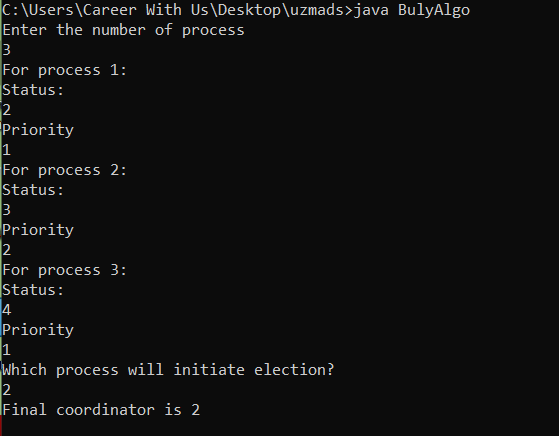 C:\Users\Career With Us\Desktop\uzmads>java BulyAlgo
Enter the number of process
3
For process 1:
Status:
2
Priority
1
For process 2:
Status:
3
Priority
2
For process 3:
Status:
4
Priority
1
Which process will initiate election?
2
Final coordinator is 2